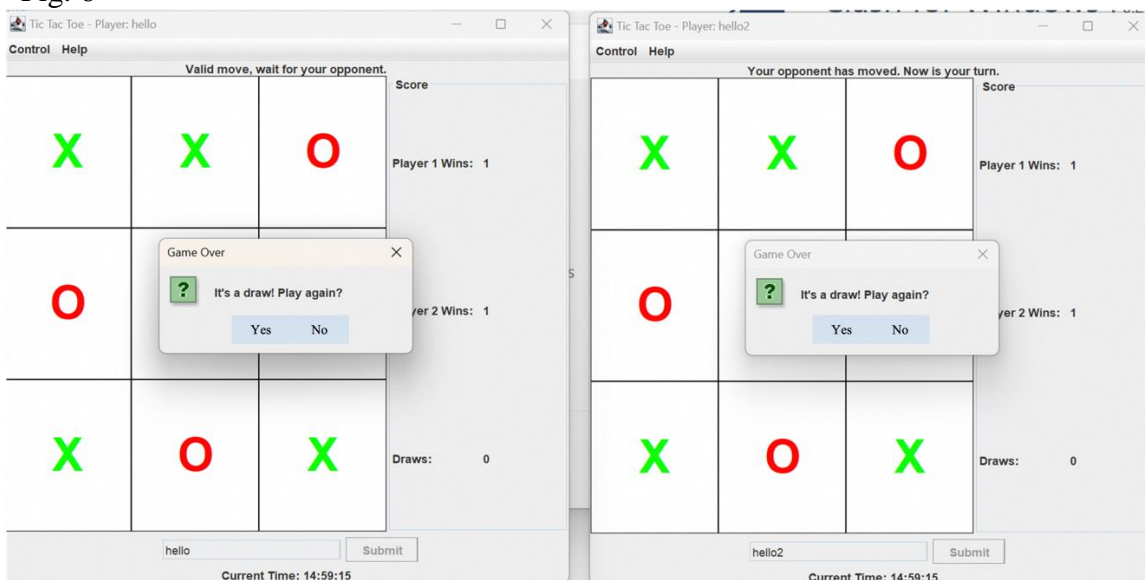 Tic Tac Toe - Player: hello
Control Help
Valid move, wait for your opponent.
Score
X X O
Player 1 Wins: 1
Game Over
It's a draw! Play again?
Yes No
O
yer 2 Wins: 1
X O X
Draws: 0
hello Submit
Current Time: 14:59:15
Tic Tac Toe - Player: hello2
Control Help
Your opponent has moved. Now is your turn.
Score
X X O
Player 1 Wins: 1
Game Over
It's a draw! Play again?
Yes No
O
yer 2 Wins: 1
X O X
Draws: 0
hello2 Submit
Current Time: 14:59:15